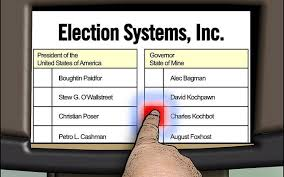 Election Systems, Inc.
President of the
United States of America
Governor
State of Mine
Boughtin Paidfor
Alec Bagman
Stew G. O'Wallstreet
David Kochpawn
Christian Poser
Charles Kochbot
Petro L. Cashman
August Foxhost